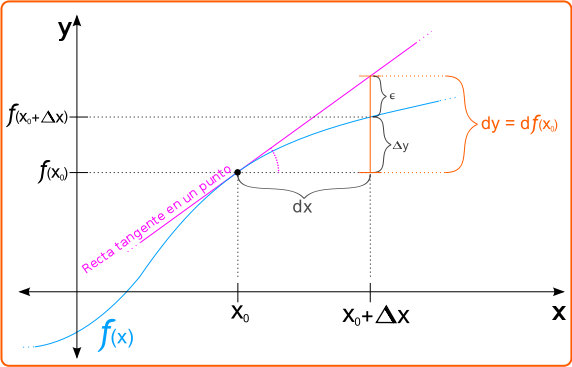 y
f(x₀+Δx)
ϵ
dy = df(x₀)
Δy
f(x₀)
Recta tangente en un punto
dx
x₀
x₀+Δx
x
f(x)